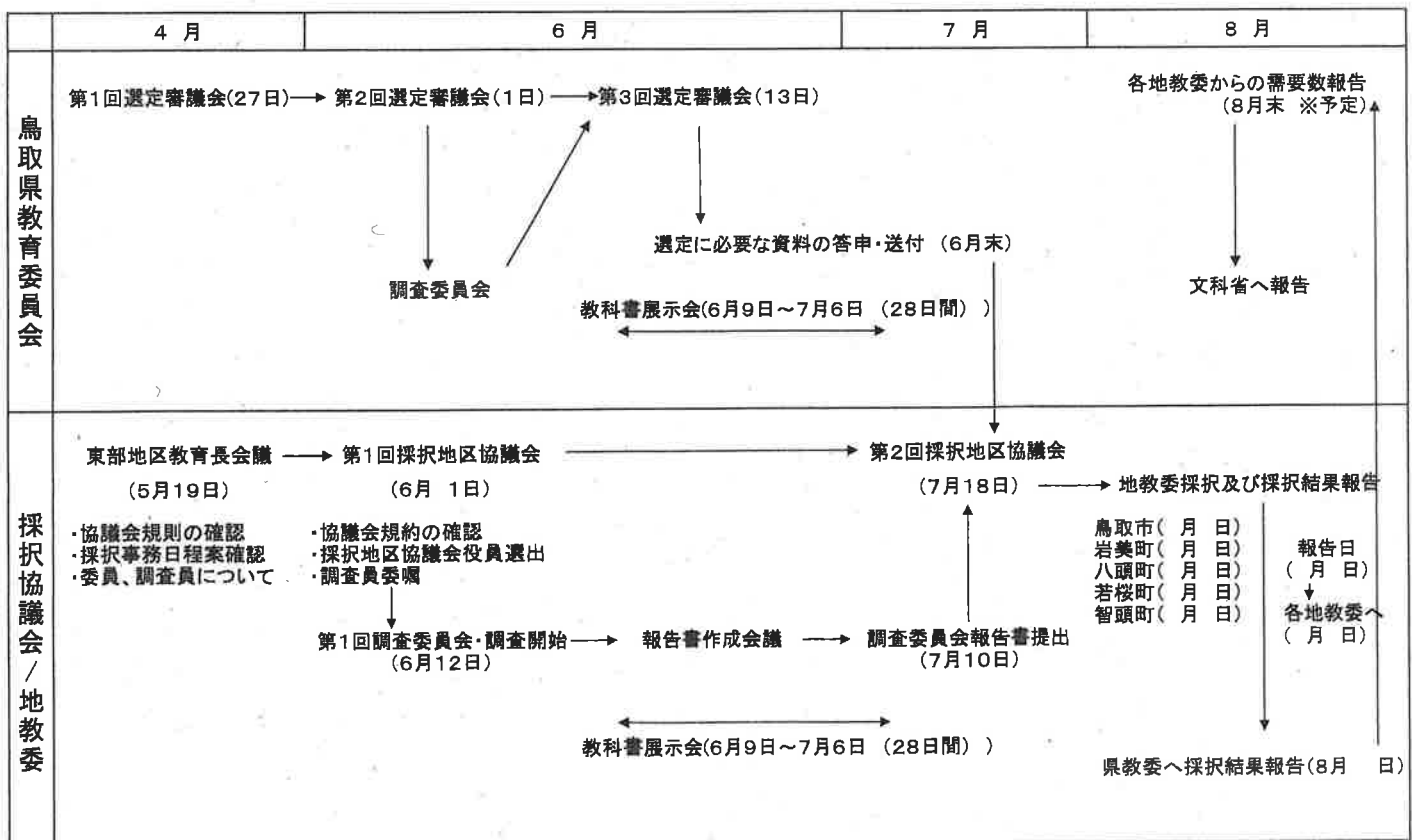 4 月
6 月
7 月
8 月
鳥取県教育委員会
第1回選定審議会(27日)
第2回選定審議会(1日)
第3回選定審議会(13日)
各地教委からの需要数報告
(8月末 ※予定)
選定に必要な資料の答申・送付 (6月末)
調査委員会
文科省へ報告
教科書展示会(6月9日～7月6日 (28日間) )
採択協議会/地教委
東部地区教育長会議
(5月19日)
・協議会規則の確認
・採択事務日程案確認
・委員、調査員について
第1回採択地区協議会
(6月 1日)
・協議会規約の確認
・採択地区協議会役員選出
・調査員委嘱
第2回採択地区協議会
(7月18日)
地教委採択及び採択結果報告
鳥取市( 月 日)
岩美町( 月 日)
八頭町( 月 日)
若桜町( 月 日)
智頭町( 月 日)
報告日
( 月 日)
各地教委へ
( 月 日)
第1回調査委員会・調査開始
(6月12日)
報告書作成会議
調査委員会報告書提出
(7月10日)
教科書展示会(6月9日～7月6日 (28日間) )
県教委へ採択結果報告(8月 日)